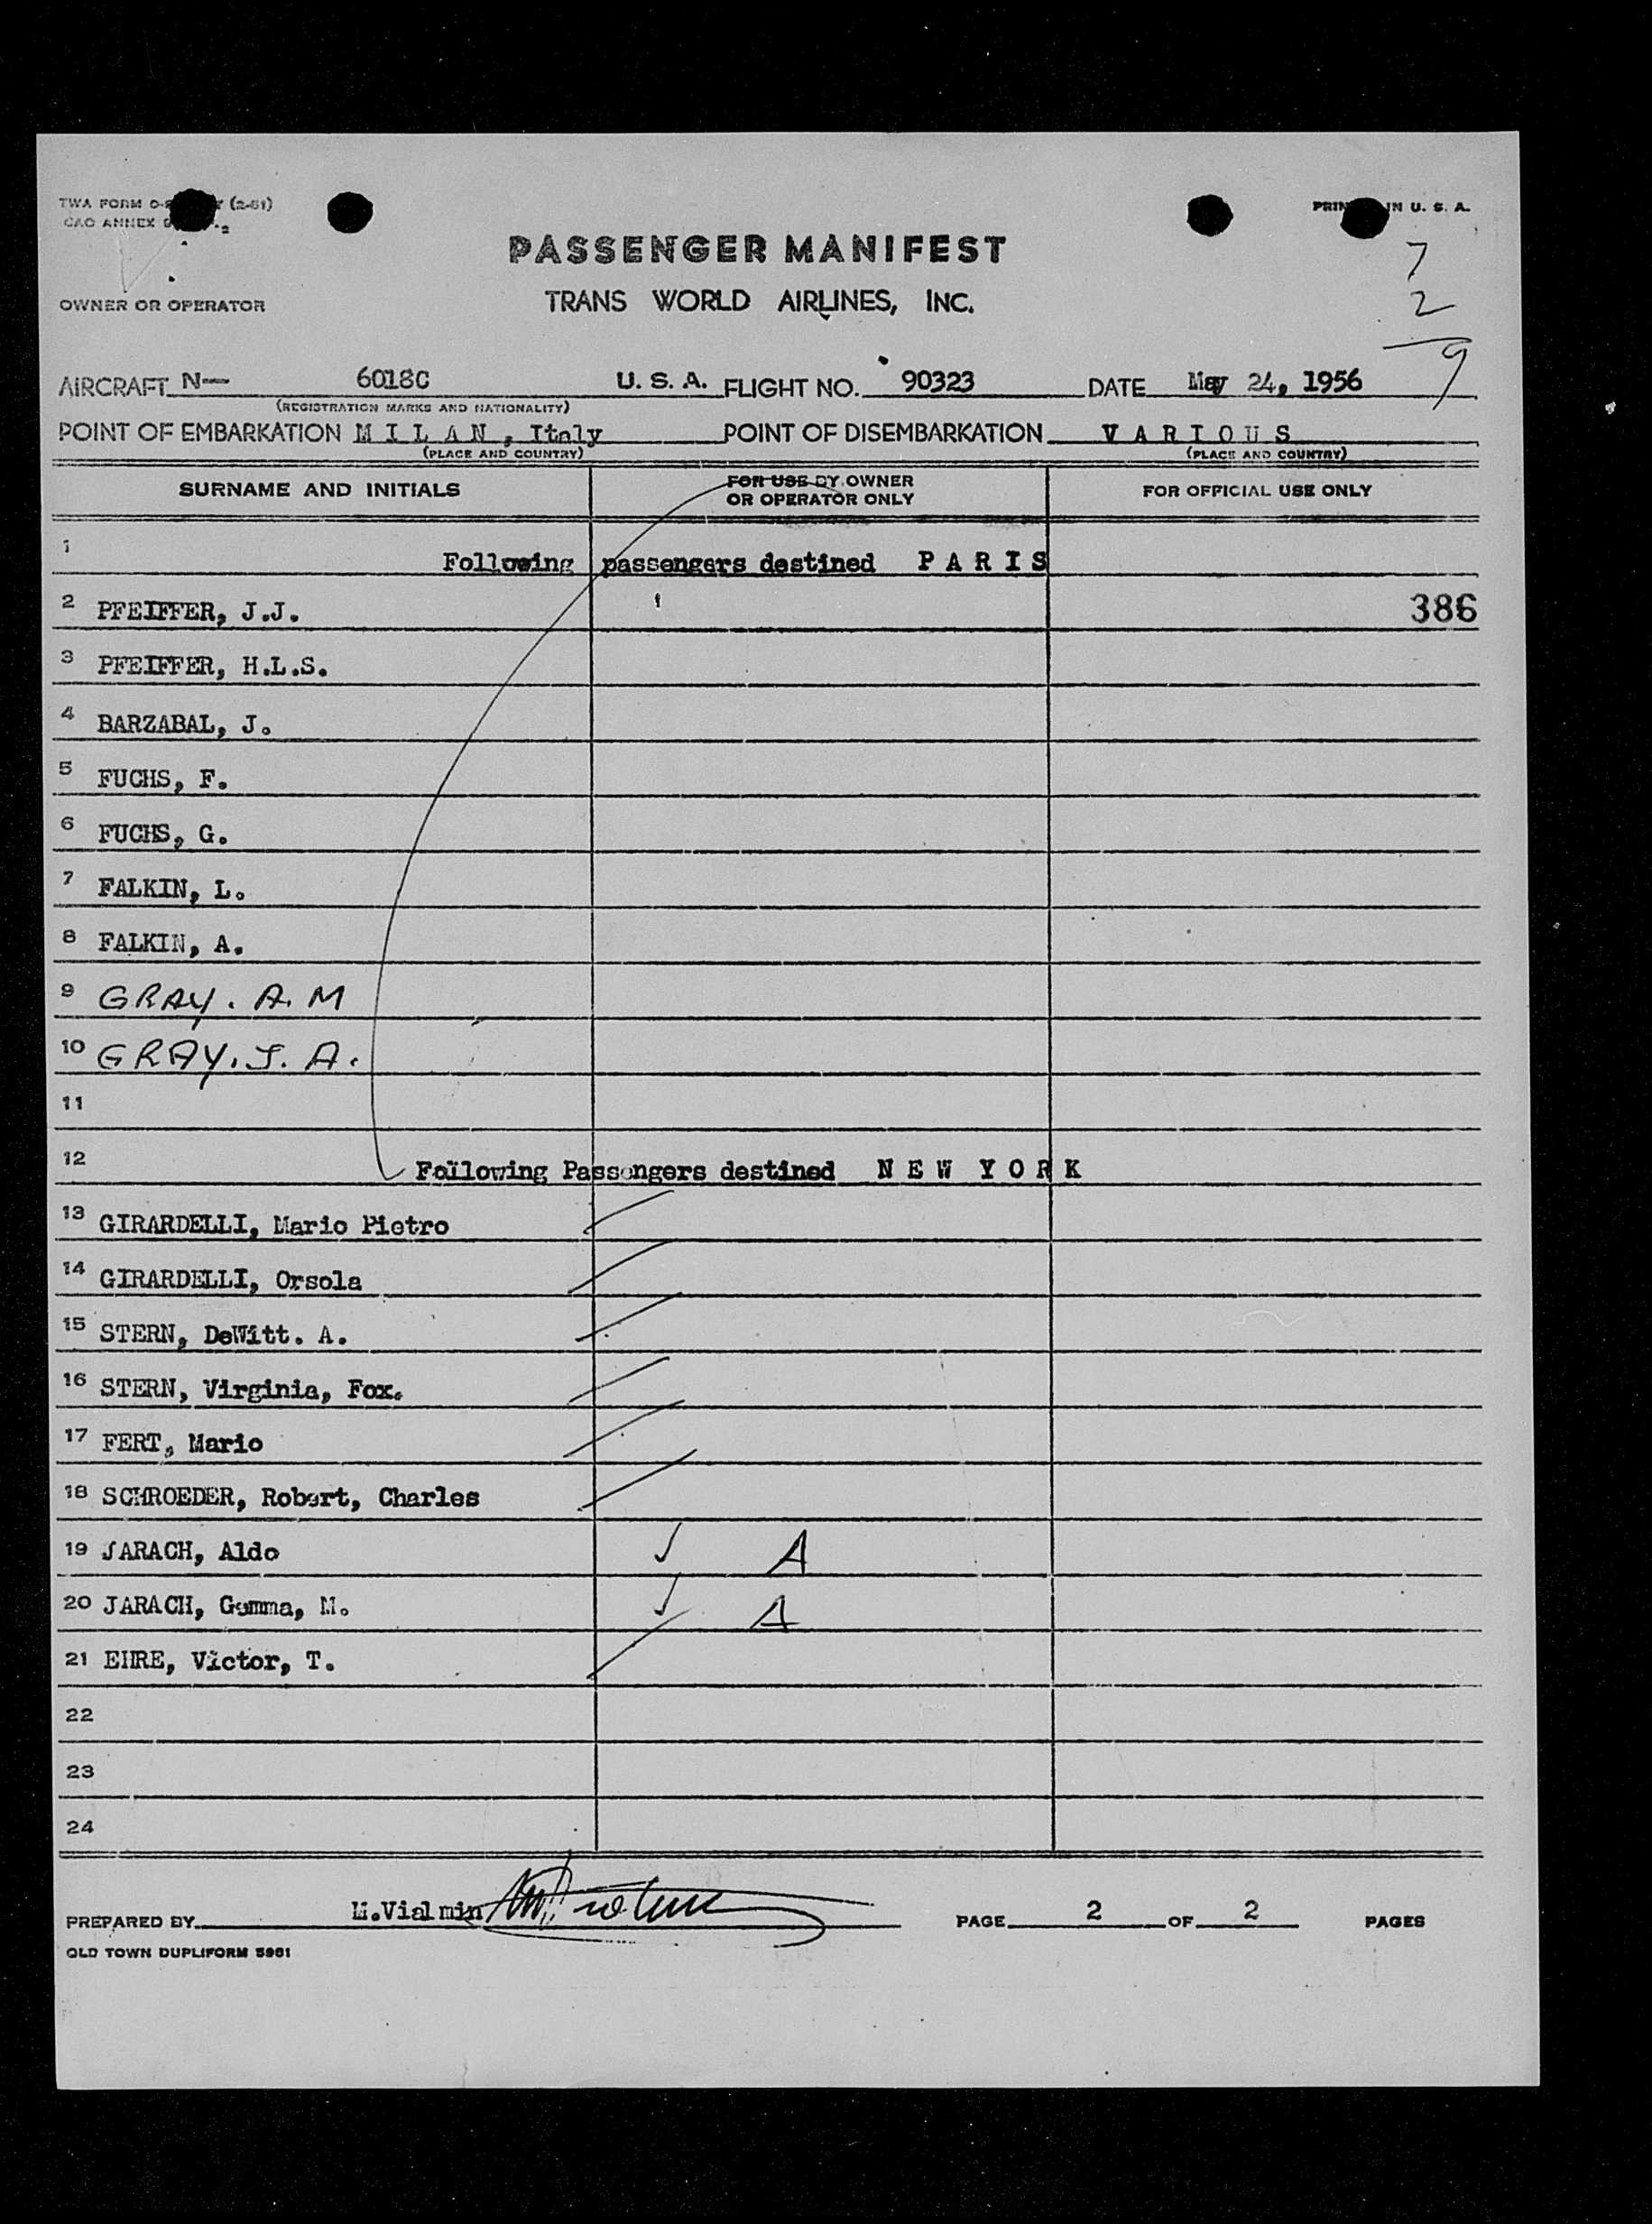 TWA FORM O- (2-51)
CAO ANNEX 9
PRIN IN U. S. A.
PASSENGER MANIFEST
7
OWNER OR OPERATOR
TRANS WORLD AIRLINES, INC.
2
9
AIRCRAFT N— 6018C U. S. A. FLIGHT NO. 90323 DATE May 24, 1956
(REGISTRATION MARKS AND NATIONALITY)
POINT OF EMBARKATION M I L A N , Italy POINT OF DISEMBARKATION V A R I O U S
(PLACE AND COUNTRY) (PLACE AND COUNTRY)
SURNAME AND INITIALS FOR USE BY OWNER OR OPERATOR ONLY FOR OFFICIAL USE ONLY
1 Following passengers destined P A R I S
2 PFEIFFER, J.J. 386
3 PFEIFFER, H.L.S.
4 BARZABAL, J.
5 FUCHS, F.
6 FUCHS, G.
7 FALKIN, L.
8 FALKIN, A.
9 GRAY. A. M
10 GRAY. J. A.
11
12 Following Passengers destined N E W Y O R K
13 GIRARDELLI, Mario Pietro
14 GIRARDELLI, Orsola
15 STERN, DeWitt. A.
16 STERN, Virginia, Fox.
17 FERT, Mario
18 SCHROEDER, Robert, Charles
19 JARACH, Aldo ✓ A
20 JARACH, Gemma, M. ✓ A
21 EHRE, Victor, T.
22
23
24
PREPARED BY M.Vialmin PAGE 2 OF 2 PAGES
OLD TOWN DUPLIFORM 5961